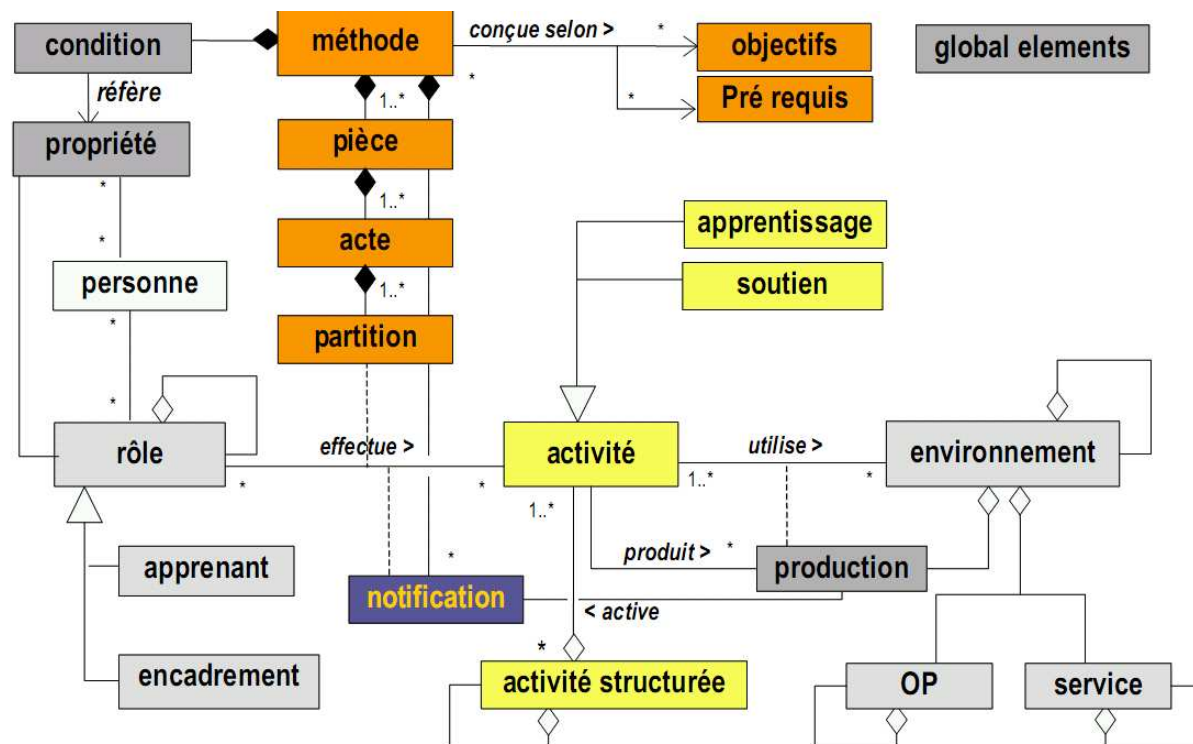 condition
méthode
conçue selon >
*
objectifs
global elements
*
réfère
1..*
*
Pré requis
propriété
pièce
*
1..*
apprentissage
*
acte
personne
1..*
soutien
*
partition
*
rôle
effectue >
activité
utilise >
environnement
*
*
1..*
1..*
*
apprenant
*
produit >
*
production
notification
< active
*
encadrement
activité structurée
OP
service